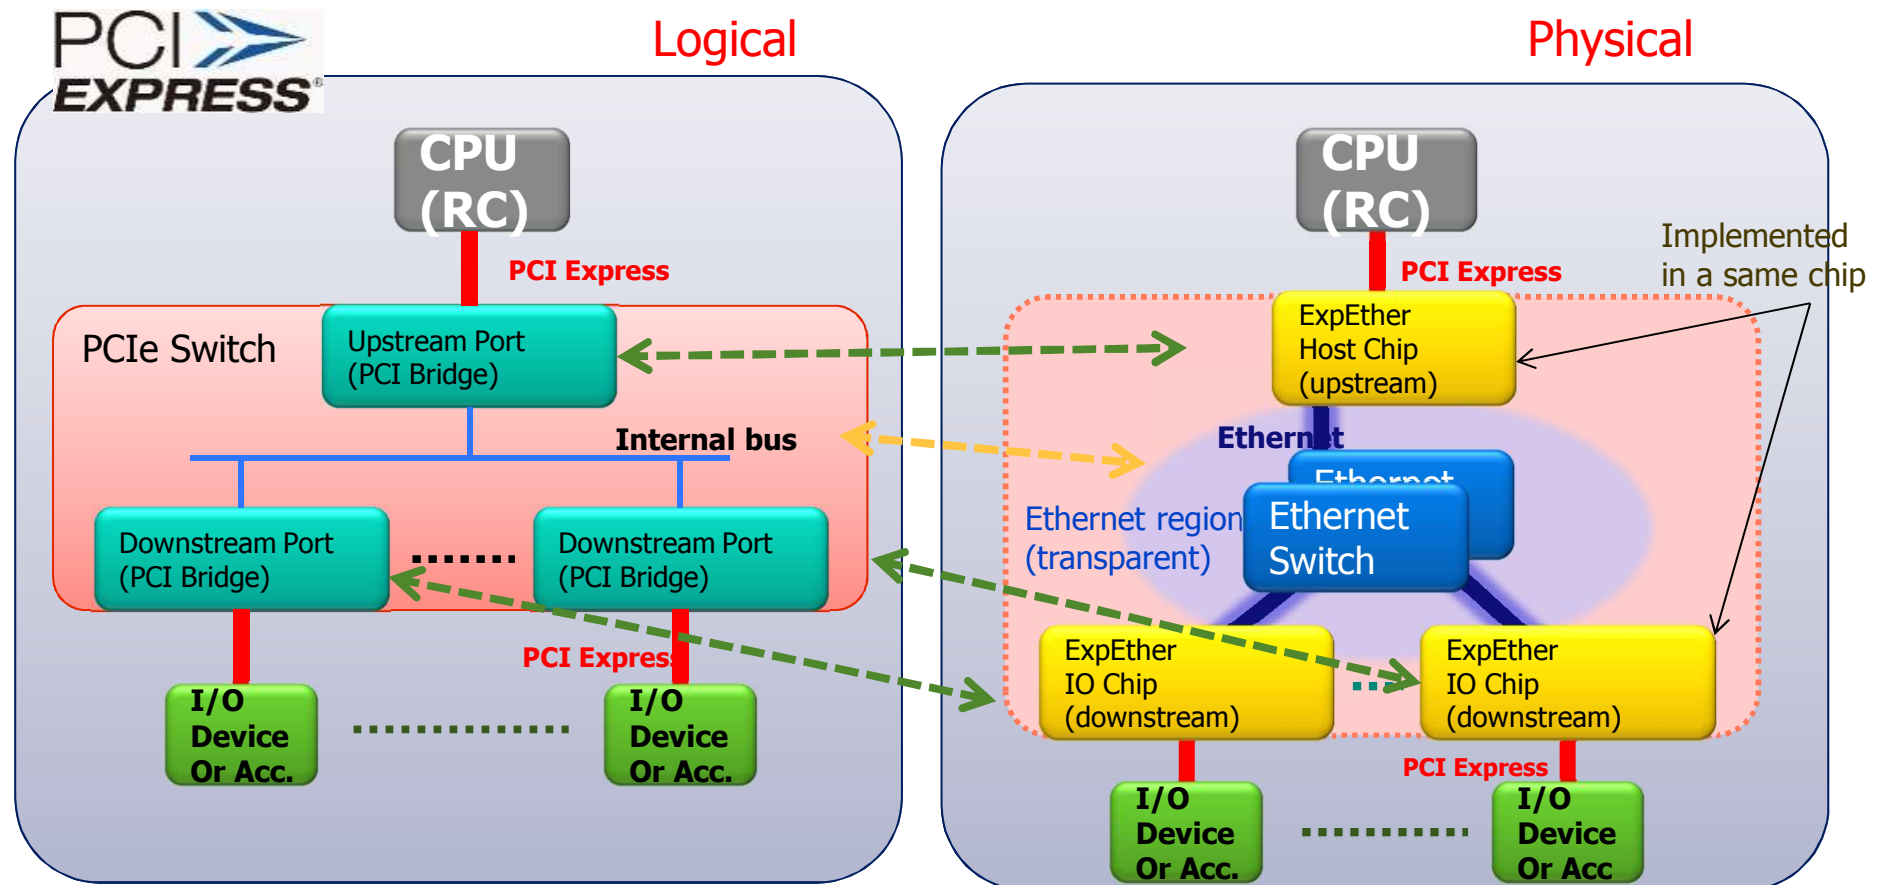 PCI
EXPRESS®
Logical
CPU
(RC)
PCI Express
PCIe Switch
Upstream Port
(PCI Bridge)
Internal bus
Downstream Port
(PCI Bridge)
Downstream Port
(PCI Bridge)
PCI Express
I/O
Device
Or Acc.
I/O
Device
Or Acc.
Physical
CPU
(RC)
PCI Express
Implemented
in a same chip
ExpEther
Host Chip
(upstream)
Ethernet
Ethernet
Ethernet region
(transparent)
Ethernet
Switch
ExpEther
IO Chip
(downstream)
ExpEther
IO Chip
(downstream)
PCI Express
I/O
Device
Or Acc.
I/O
Device
Or Acc